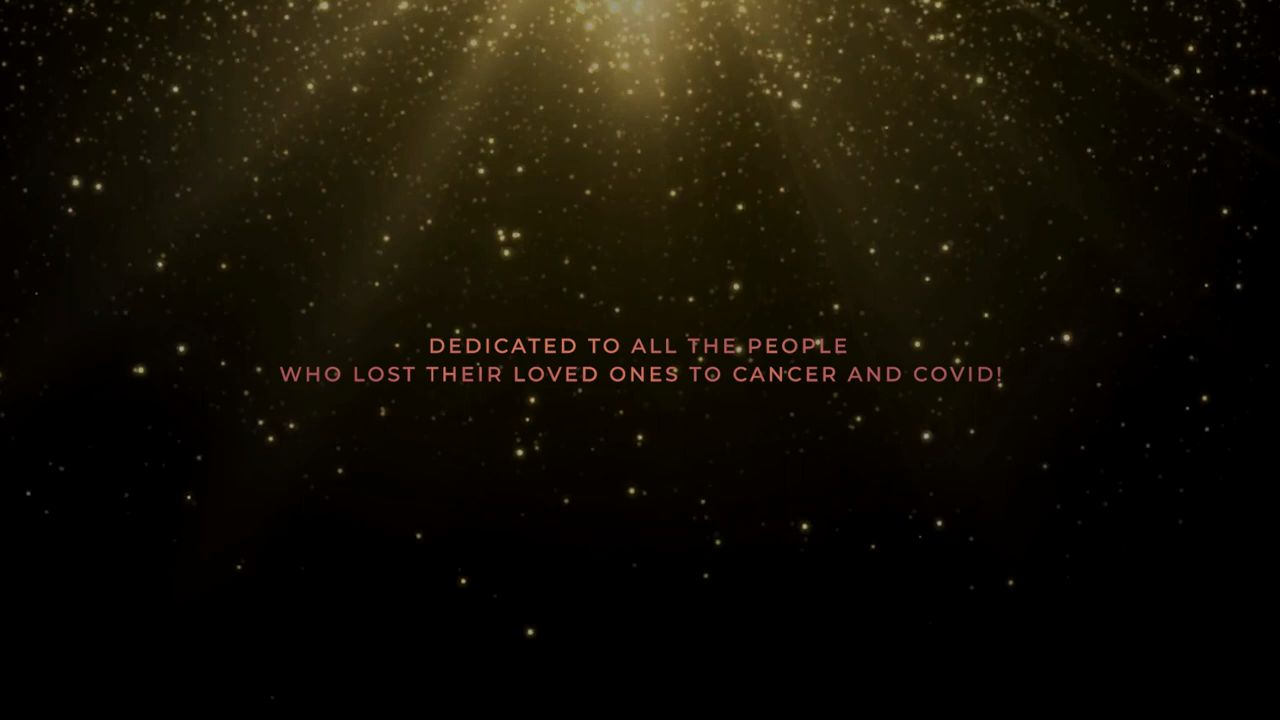 DEDICATED TO ALL THE PEOPLE
WHO LOST THEIR LOVED ONES TO CANCER AND COVID!